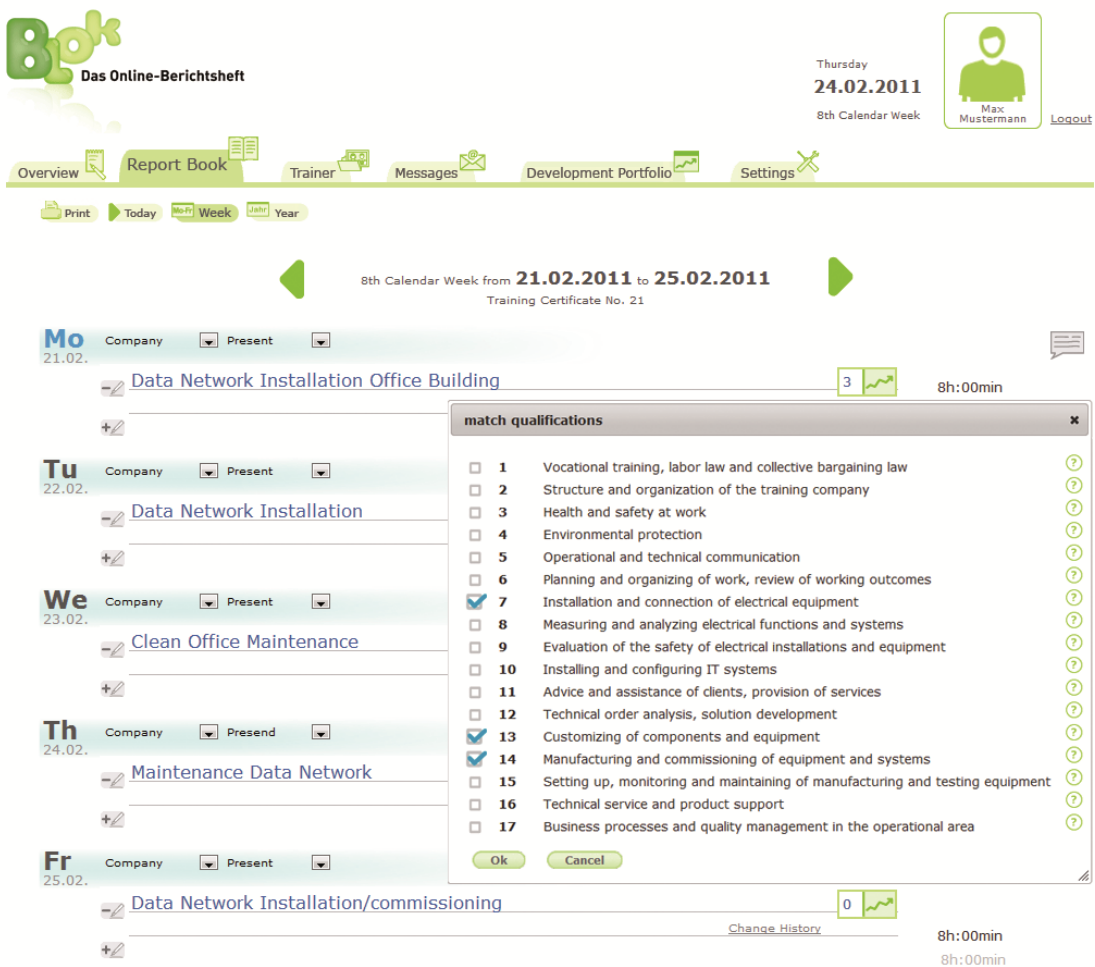 BLok
Das Online-Berichtsheft
Thursday
24.02.2011
8th Calendar Week
Max
Mustermann
Logout
Overview Report Book Trainer Messages Development Portfolio Settings
Print Today Mo-Fr Week Jahr Year
8th Calendar Week from 21.02.2011 to 25.02.2011
Training Certificate No. 21
Mo Company Present
21.02.
Data Network Installation Office Building 3 8h:00min
match qualifications
Tu Company Present
22.02.
Data Network Installation
We Company Present
23.02.
Clean Office Maintenance
Th Company Presend
24.02.
Maintenance Data Network
1 Vocational training, labor law and collective bargaining law
2 Structure and organization of the training company
3 Health and safety at work
4 Environmental protection
5 Operational and technical communication
6 Planning and organizing of work, review of working outcomes
7 Installation and connection of electrical equipment
8 Measuring and analyzing electrical functions and systems
9 Evaluation of the safety of electrical installations and equipment
10 Installing and configuring IT systems
11 Advice and assistance of clients, provision of services
12 Technical order analysis, solution development
13 Customizing of components and equipment
14 Manufacturing and commissioning of equipment and systems
15 Setting up, monitoring and maintaining of manufacturing and testing equipment
16 Technical service and product support
17 Business processes and quality management in the operational area
Ok Cancel
Fr Company Present
25.02.
Data Network Installation/commissioning 0
Change History
8h:00min
8h:00min